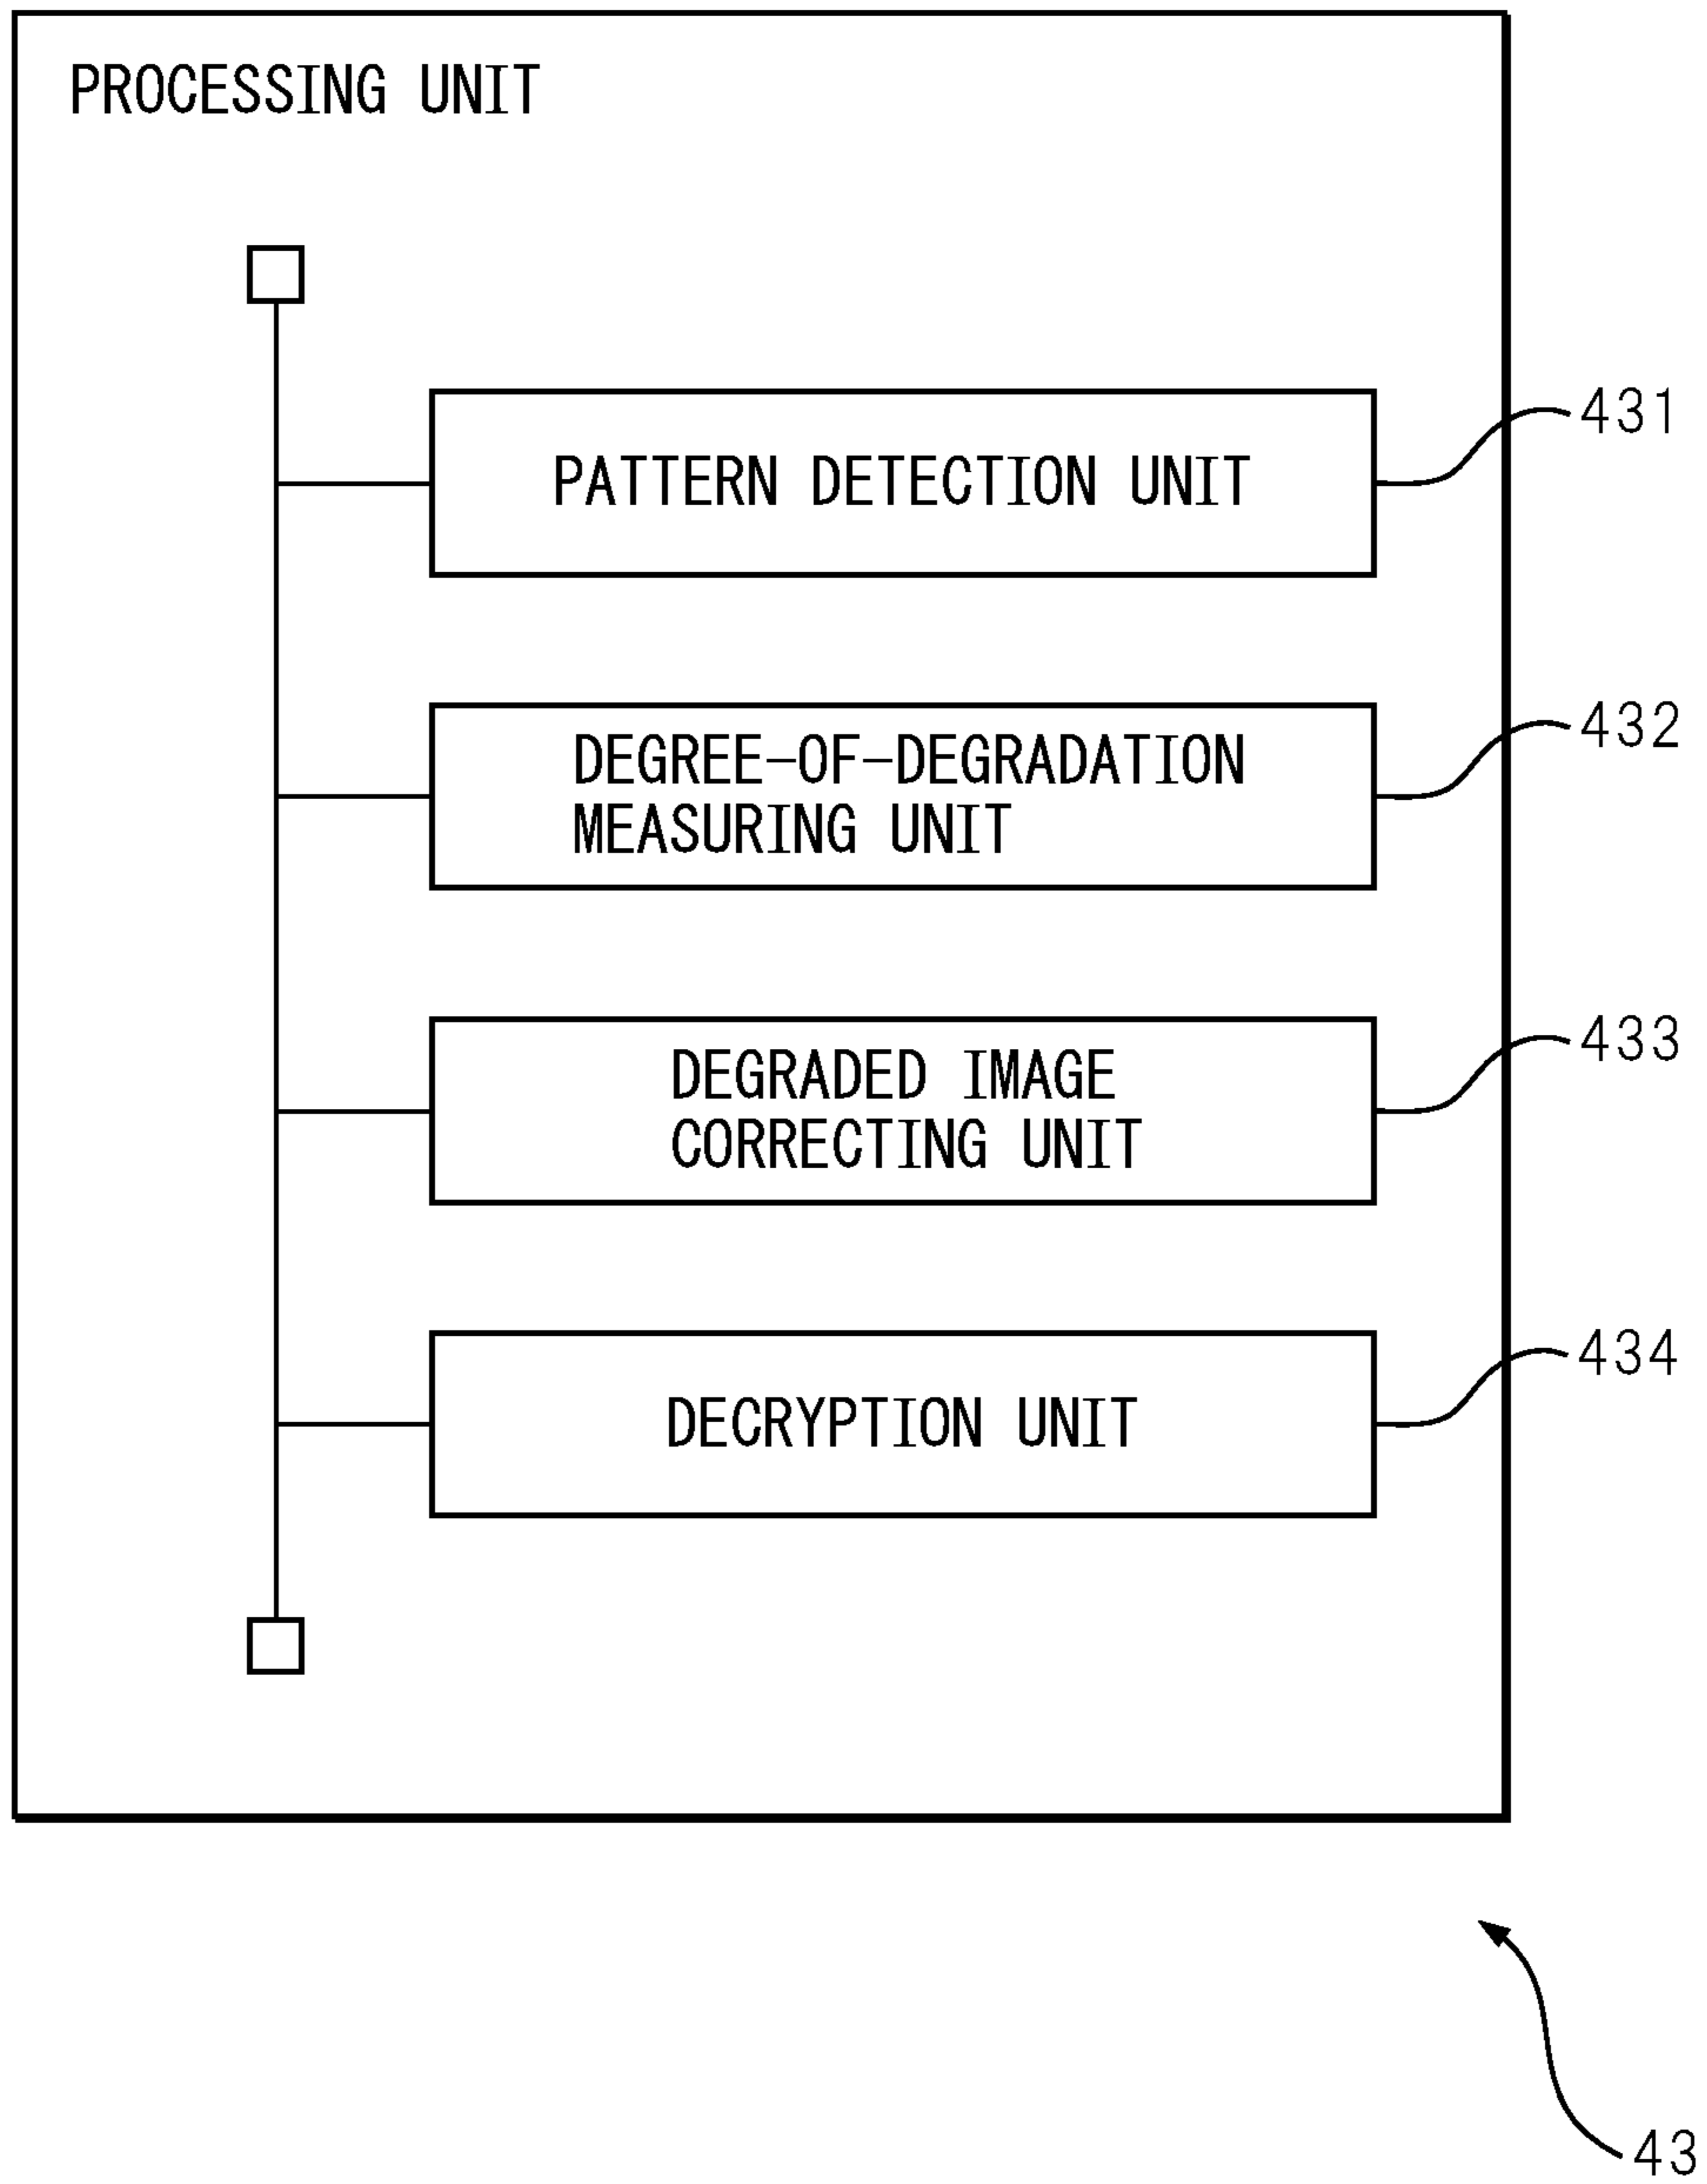 PROCESSING UNIT
PATTERN DETECTION UNIT
431
DEGREE-OF-DEGRADATION
MEASURING UNIT
432
DEGRADED IMAGE
CORRECTING UNIT
433
DECRYPTION UNIT
434
43